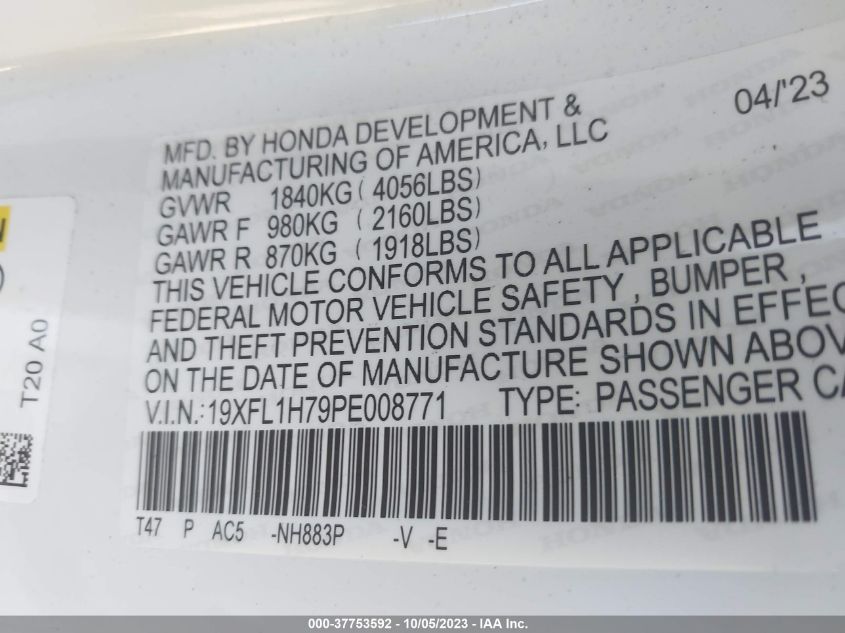 04/'23
MFD. BY HONDA DEVELOPMENT &
MANUFACTURING OF AMERICA, LLC
GVWR 1840KG ( 4056LBS)
GAWR F 980KG ( 2160LBS)
GAWR R 870KG ( 1918LBS)
THIS VEHICLE CONFORMS TO ALL APPLICABLE
FEDERAL MOTOR VEHICLE SAFETY , BUMPER ,
AND THEFT PREVENTION STANDARDS IN EFFEC
ON THE DATE OF MANUFACTURE SHOWN ABOV
V.I.N.:19XFL1H79PE008771 TYPE: PASSENGER CA
T47 P AC5 -NH883P -V -E
T20 A0
000-37753592 - 10/05/2023 - IAA Inc.